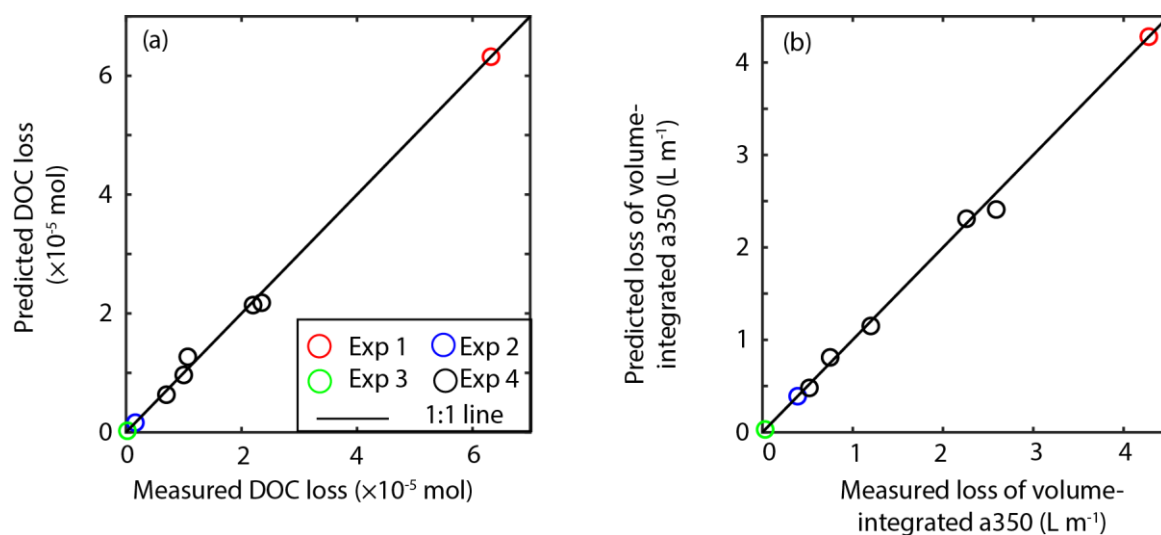 (a)
6
4
2
0
0
2
4
6
Predicted DOC loss
(×10⁻⁵ mol)
Measured DOC loss (×10⁻⁵ mol)
Exp 1
Exp 2
Exp 3
Exp 4
1:1 line
(b)
4
3
2
1
0
0
1
2
3
4
Predicted loss of volume-
integrated a350 (L m⁻¹)
Measured loss of volume-
integrated a350 (L m⁻¹)